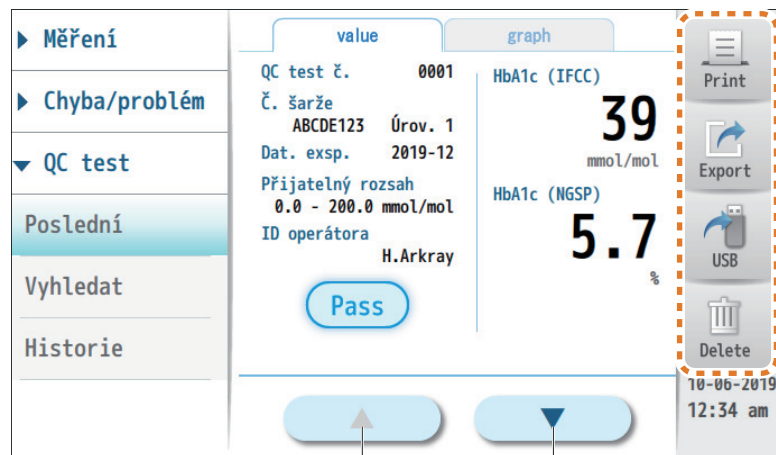 Měření
Chyba/problém
QC test
Poslední
Vyhledat
Historie
value
graph
QC test č. 0001
Č. šarže
ABCDE123 Úrov. 1
Dat. exsp. 2019-12
Přijatelný rozsah
0.0 - 200.0 mmol/mol
ID operátora
H.Arkray
Pass
HbA1c (IFCC)
39
mmol/mol
HbA1c (NGSP)
5.7
%
Print
Export
USB
Delete
10-06-2019
12:34 am